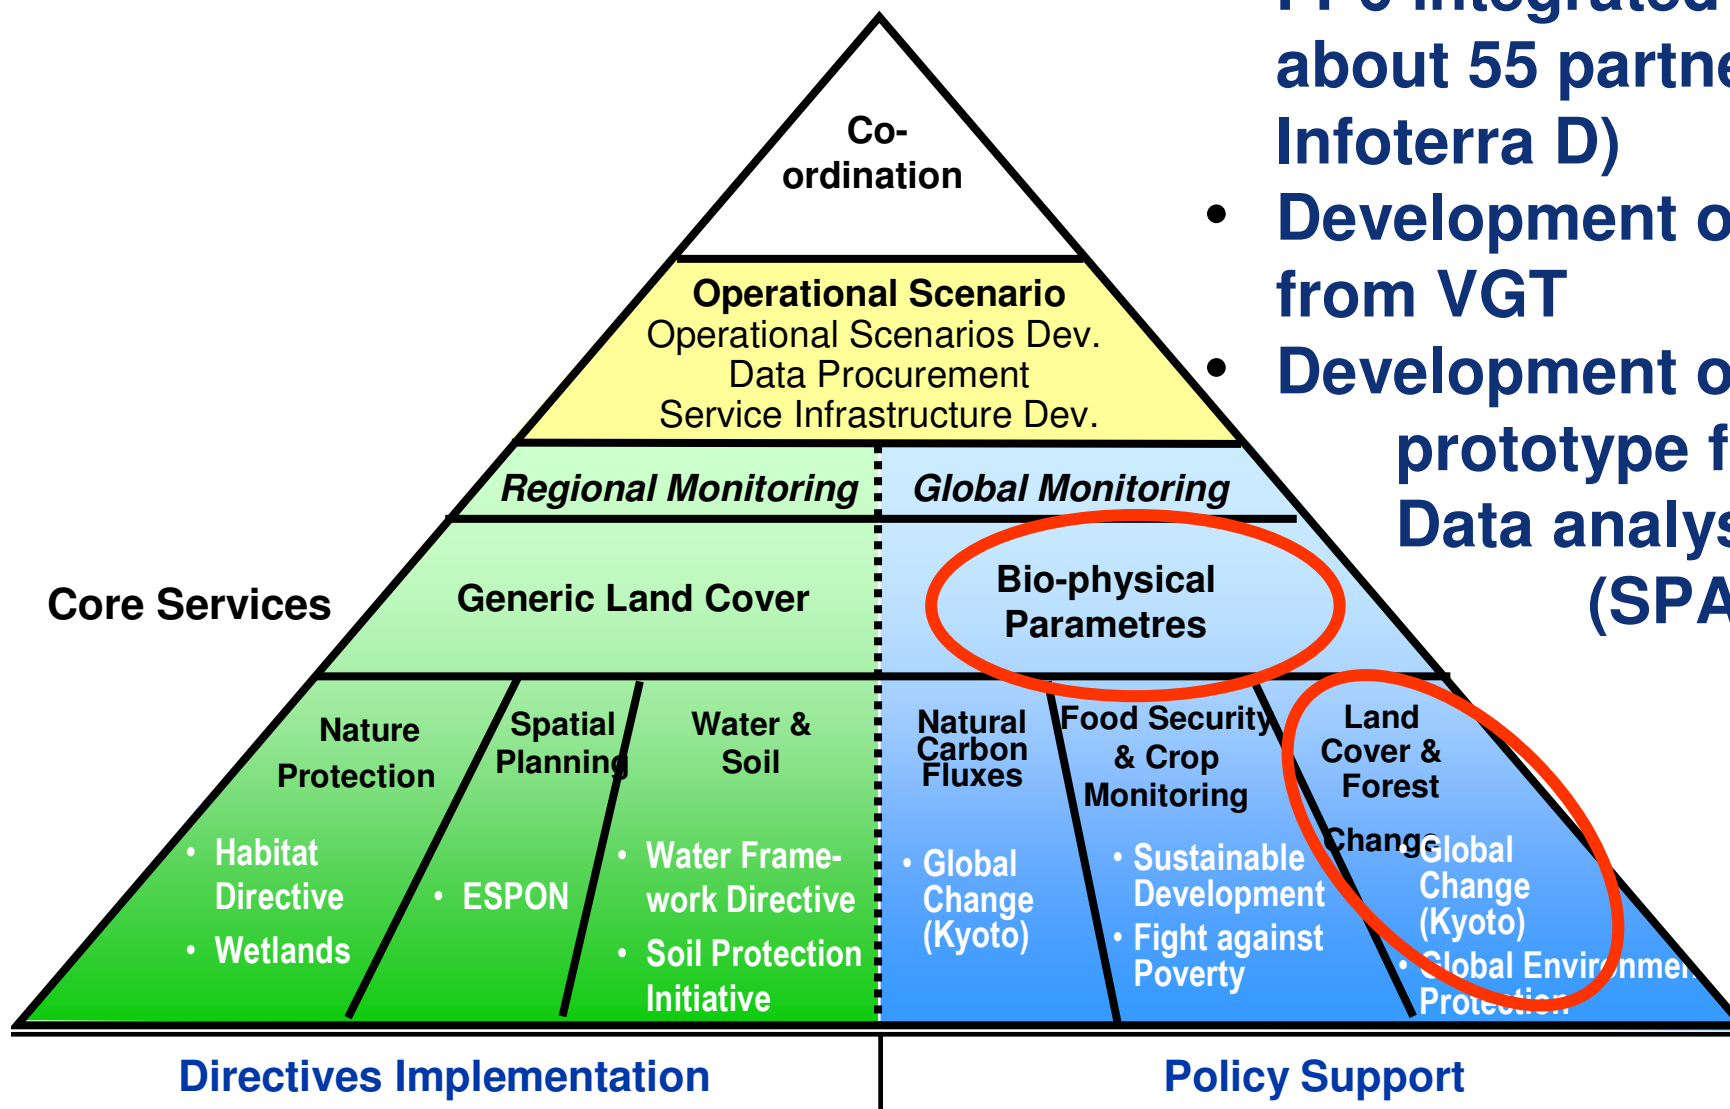 integrated
about 55
Infoterra D)
• Development
from VGT
• Development
prototype
Data
Co-
ordination
Operational Scenario
Operational Scenarios Dev.
Data Procurement
Service Infrastructure Dev.
Regional Monitoring
Global Monitoring
Core Services
Generic Land Cover
Bio-physical
Parametres
Nature
Protection
• Habitat
Directive
• Wetlands
Spatial
Planning
• ESPON
Water &
Soil
• Water Frame-
work Directive
• Soil Protection
Initiative
Natural
Carbon
Fluxes
• Global
Change
(Kyoto)
Food Security
& Crop
Monitoring
• Sustainable
Development
• Fight against
Poverty
Land
Cover &
Forest
Change
• Global
Change
(Kyoto)
• Global
Protection
Directives Implementation
Policy Support